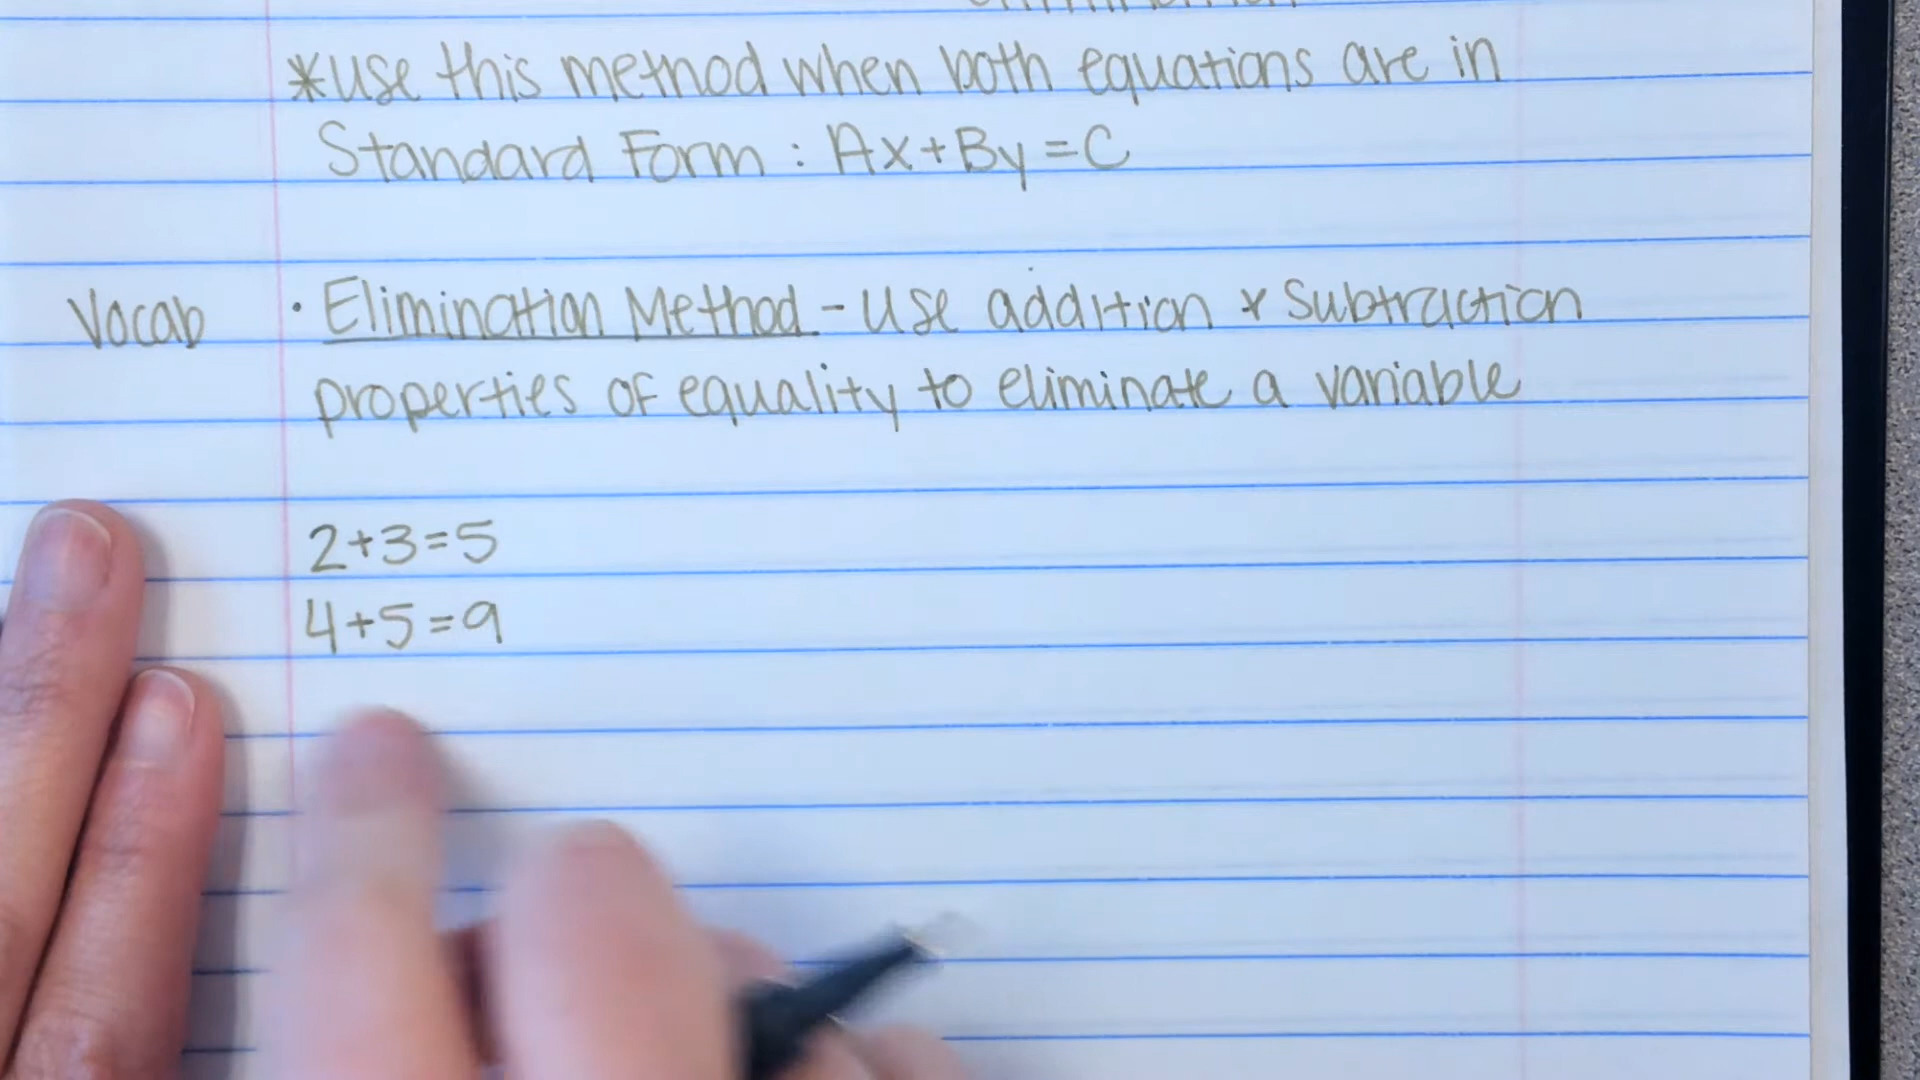 *use this method when both equations are in
Standard Form : Ax+By=C
Vocab · Elimination Method - use addition & subtraction
properties of equality to eliminate a variable
2+3=5
4+5=9